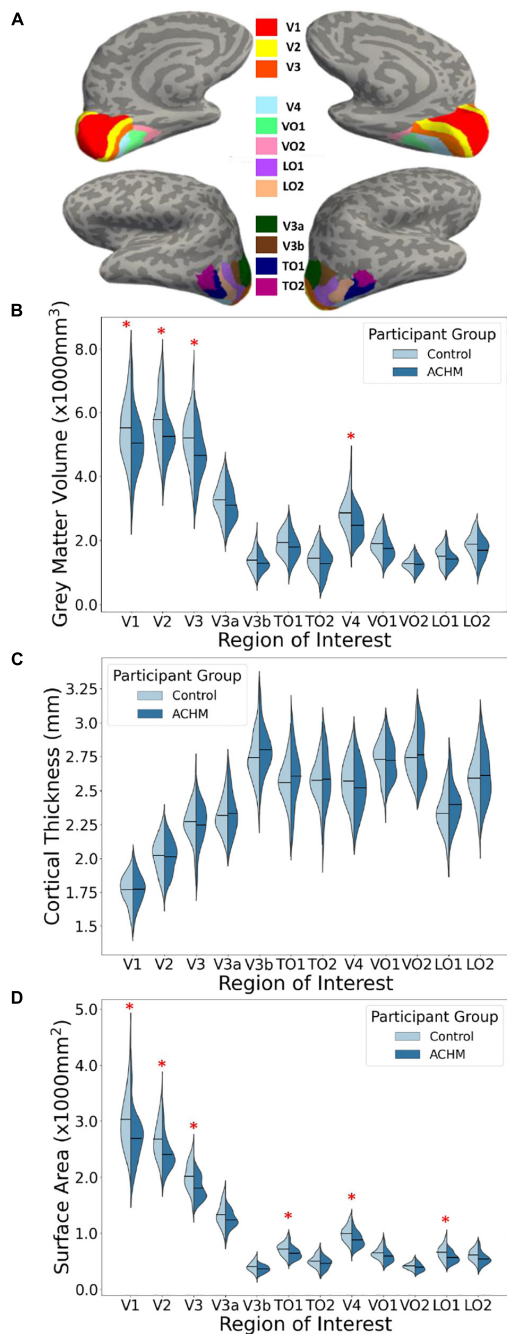 A
V1
V2
V3
V4
VO1
VO2
LO1
LO2
V3a
V3b
TO1
TO2
B
Grey Matter Volume (x1000mm³)
8.0
6.0
4.0
2.0
0.0
* * * *
Participant Group
Control
ACHM
V1 V2 V3 V3a V3b TO1 TO2 V4 VO1 VO2 LO1 LO2
Region of Interest
C
Cortical Thickness (mm)
3.25
3.0
2.75
2.5
2.25
2.0
1.75
1.5
Participant Group
Control
ACHM
V1 V2 V3 V3a V3b TO1 TO2 V4 VO1 VO2 LO1 LO2
Region of Interest
D
Surface Area (x1000mm²)
5.0
4.0
3.0
2.0
1.0
0.0
* * * * * *
Participant Group
Control
ACHM
V1 V2 V3 V3a V3b TO1 TO2 V4 VO1 VO2 LO1 LO2
Region of Interest